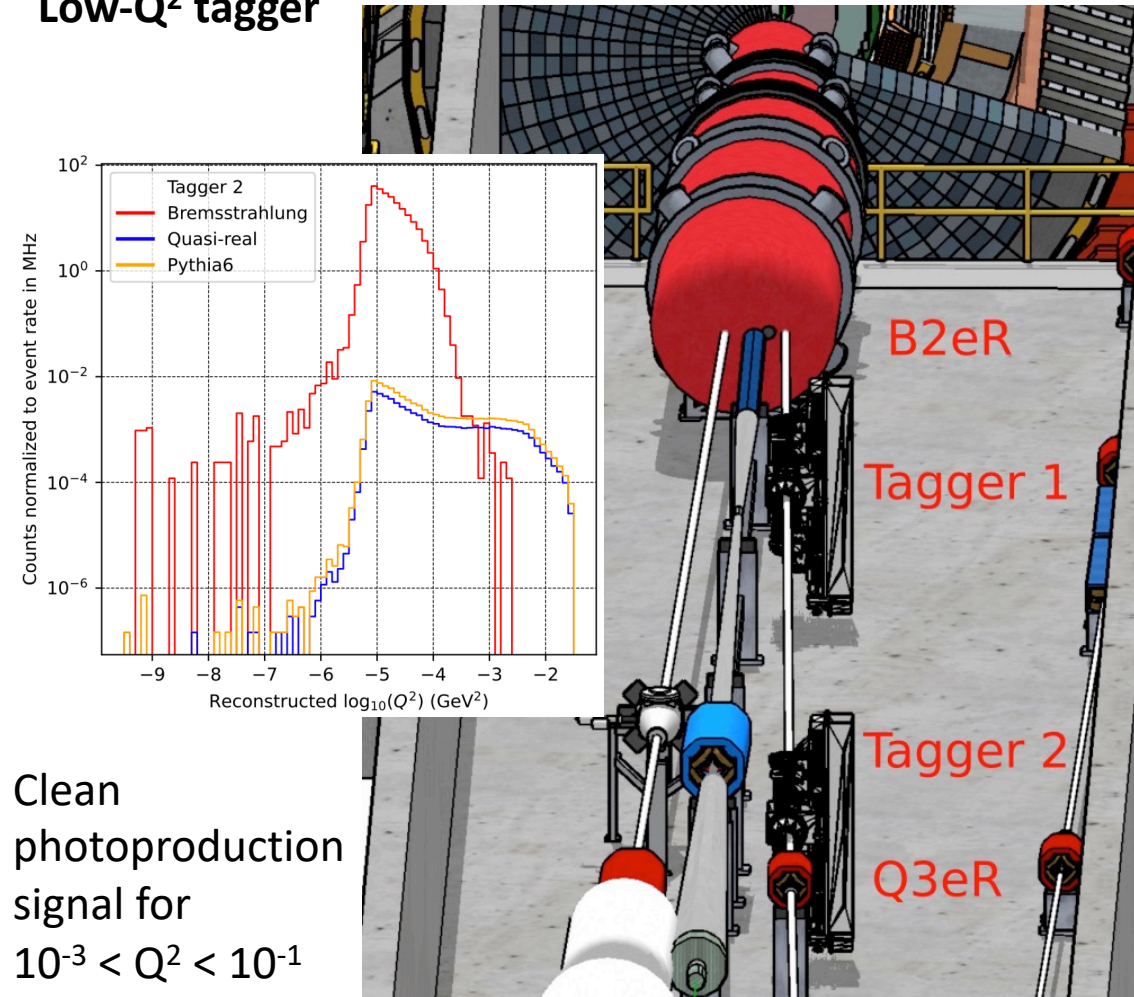 Low-Q² tagger
Tagger 2
Bremsstrahlung
Quasi-real
Pythia6
Counts normalized to event rate in MHz
10²
10⁰
10⁻²
10⁻⁴
10⁻⁶
−9 −8 −7 −6 −5 −4 −3 −2
Reconstructed log₁₀(Q²) (GeV²)
B2eR
Tagger 1
Tagger 2
Q3eR
Clean
photoproduction
signal for
10⁻³ < Q² < 10⁻¹